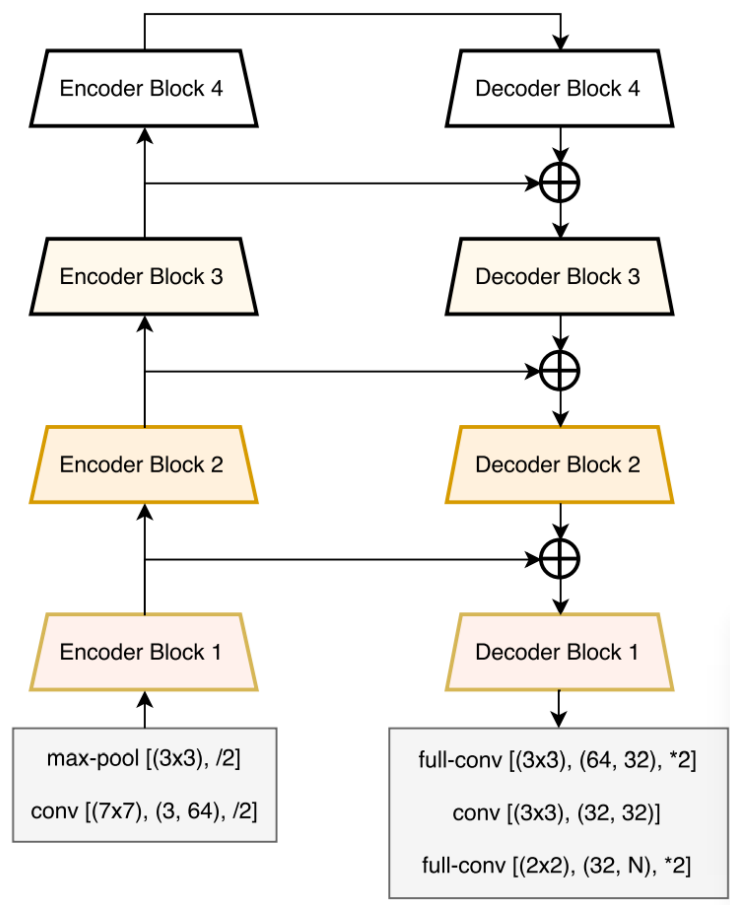 Encoder Block 4
Decoder Block 4
Encoder Block 3
Decoder Block 3
Encoder Block 2
Decoder Block 2
Encoder Block 1
Decoder Block 1
max-pool [(3x3), /2]
conv [(7x7), (3, 64), /2]
full-conv [(3x3), (64, 32), *2]
conv [(3x3), (32, 32)]
full-conv [(2x2), (32, N), *2]